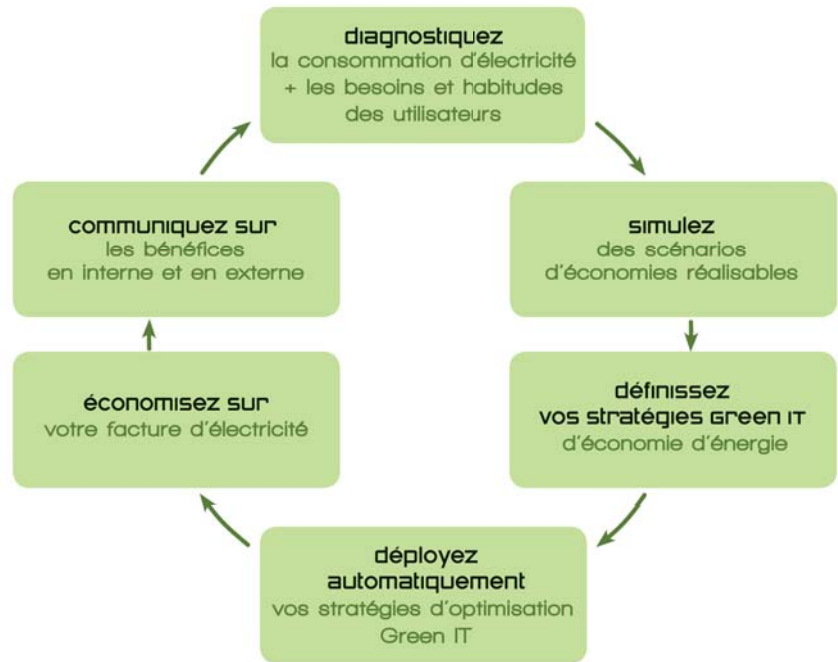 diagnostiquez
la consommation d'électricité
+ les besoins et habitudes
des utilisateurs
simulez
des scénarios
d'économies réalisables
définissez
vos stratégies Green IT
d'économie d'énergie
déployez
automatiquement
vos stratégies d'optimisation
Green IT
économisez sur
votre facture d'électricité
communiquez sur
les bénéfices
en interne et en externe